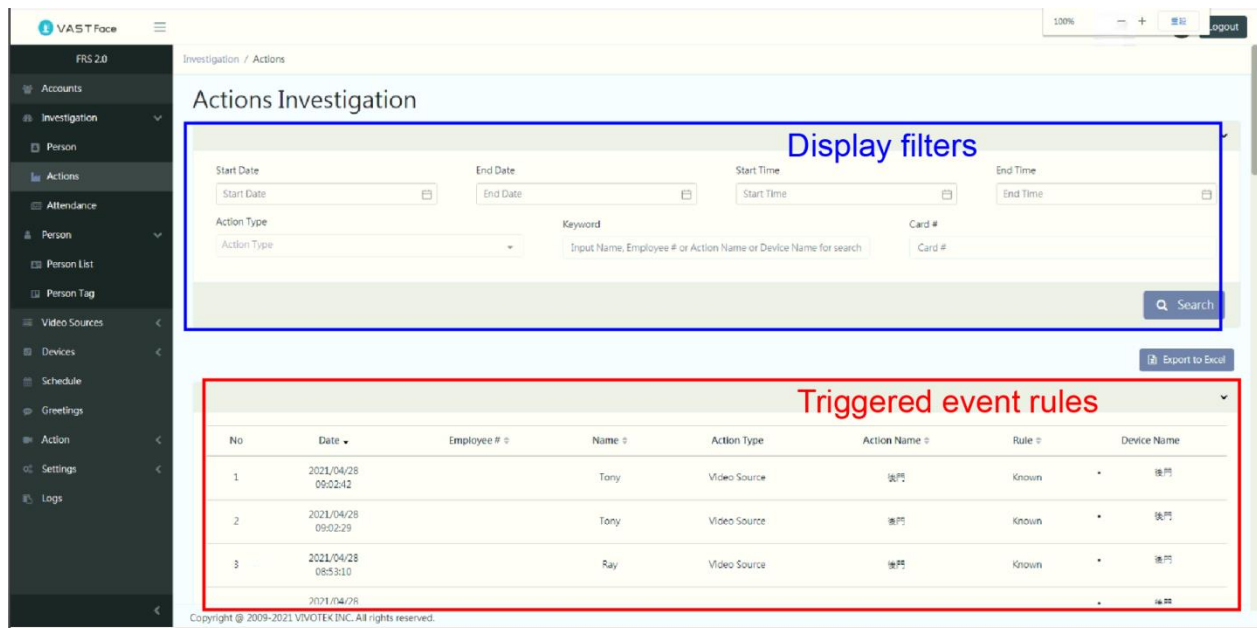 VAST Face
100% − + 重設
Logout
FRS 2.0
Investigation / Actions
Accounts
Actions Investigation
Investigation
Display filters
Person
Start Date End Date Start Time End Time
Actions
Start Date End Date Start Time End Time
Attendance
Action Type Keyword Card #
Person
Action Type Input Name, Employee # or Action Name or Device Name for search Card #
Person List
Person Tag
Search
Video Sources
Devices
Export to Excel
Schedule
Triggered event rules
Greetings
Action
No Date Employee # Name Action Type Action Name Rule Device Name
Settings
1 2021/04/28 09:02:42 Tony Video Source 後門 Known • 後門
Logs
2 2021/04/28 09:02:29 Tony Video Source 後門 Known • 後門
3 2021/04/28 08:53:10 Ray Video Source 後門 Known • 後門
2021/04/28 •
Copyright @ 2009-2021 VIVOTEK INC. All rights reserved.